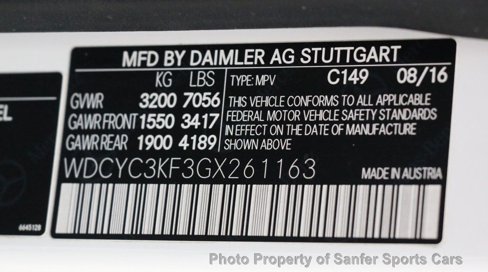 MFD BY DAIMLER AG STUTTGART
KG LBS TYPE: MPV C149 08/16
GVWR 3200 7056
GAWR FRONT 1550 3417
GAWR REAR 1900 4189
THIS VEHICLE CONFORMS TO ALL APPLICABLE
FEDERAL MOTOR VEHICLE SAFETY STANDARDS
IN EFFECT ON THE DATE OF MANUFACTURE
SHOWN ABOVE
WDCYC3KF3GX261163 MADE IN AUSTRIA
EL
6645128
Photo Property of Sanfer Sports Cars